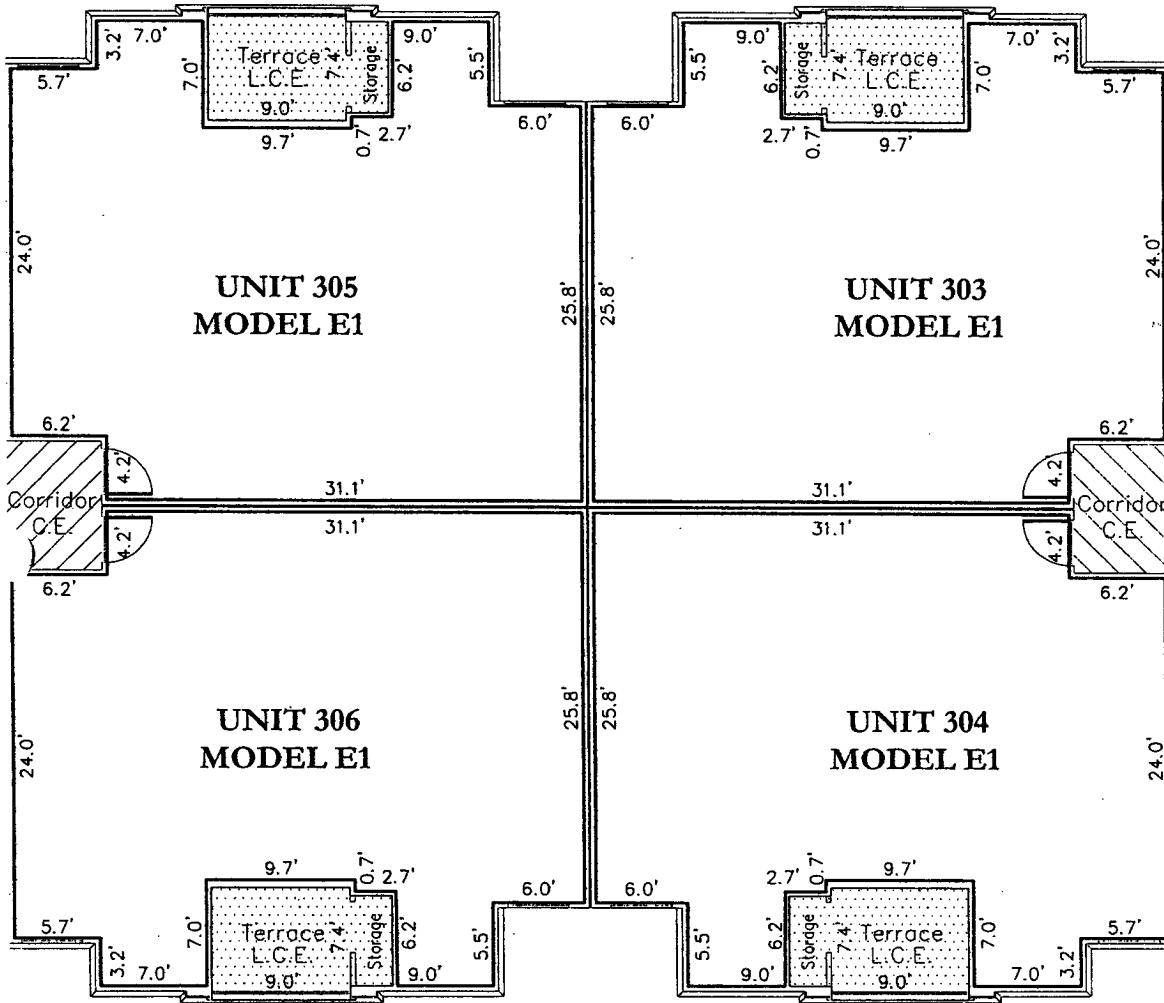 7.0' 9.0' 9.0' 7.0'
3.2' 5.7' 7.0' Terrace 7.4' Storage 6.2' 5.5' 5.5' 6.2' Storage 7.4' Terrace 7.0' 3.2' 5.7'
L.C.E. L.C.E.
9.0' 6.0' 6.0' 9.0'
9.7' 0.7' 2.7' 2.7' 0.7' 9.7'
24.0' 24.0'
UNIT 305 UNIT 303
MODEL E1 25.8' 25.8' MODEL E1
6.2' 6.2'
4.2' 4.2
Corridor 31.1' 31.1' Corridor
C.E. 31.1' 31.1' C.E.
4.2' 4.2'
6.2' 6.2'
25.8' 25.8'
UNIT 306 UNIT 304
MODEL E1 MODEL E1
24.0' 24.0'
9.7' 0.7' 2.7' 6.0' 6.0' 2.7' 0.7' 9.7'
5.7' 7.0' Terrace 7.4' Storage 6.2' 5.5' 5.5' 6.2' Storage 7.4' Terrace 7.0' 5.7'
3.2' L.C.E. L.C.E. 3.2'
7.0' 9.0' 9.0' 9.0' 9.0' 7.0'